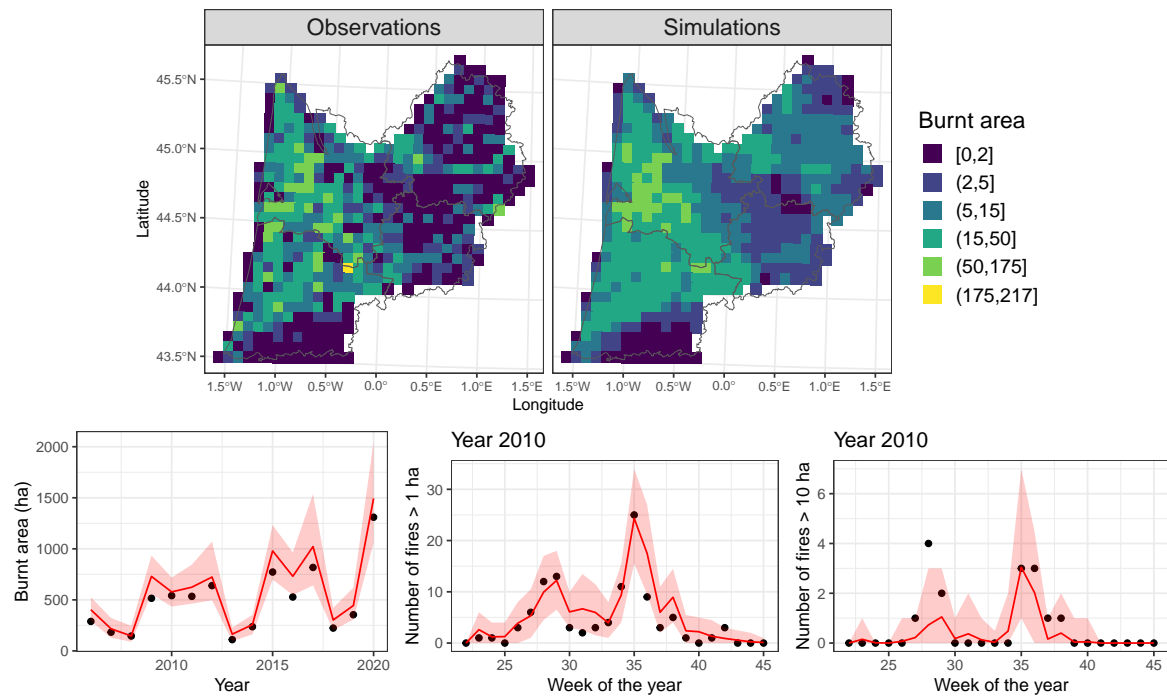 Observations Simulations
45.5°N
45.0°N
44.5°N
44.0°N
43.5°N
Latitude
1.5°W 1.0°W 0.5°W 0.0° 0.5°E 1.0°E 1.5°E 1.5°W 1.0°W 0.5°W 0.0° 0.5°E 1.0°E 1.5°E
Longitude
Burnt area
[0,2]
(2,5]
(5,15]
(15,50]
(50,175]
(175,217]
2000
1500
1000
500
0
Burnt area (ha)
2010 2015 2020
Year
Year 2010
30
20
10
0
Number of fires > 1 ha
25 30 35 40 45
Week of the year
Year 2010
6
4
2
0
Number of fires > 10 ha
25 30 35 40 45
Week of the year